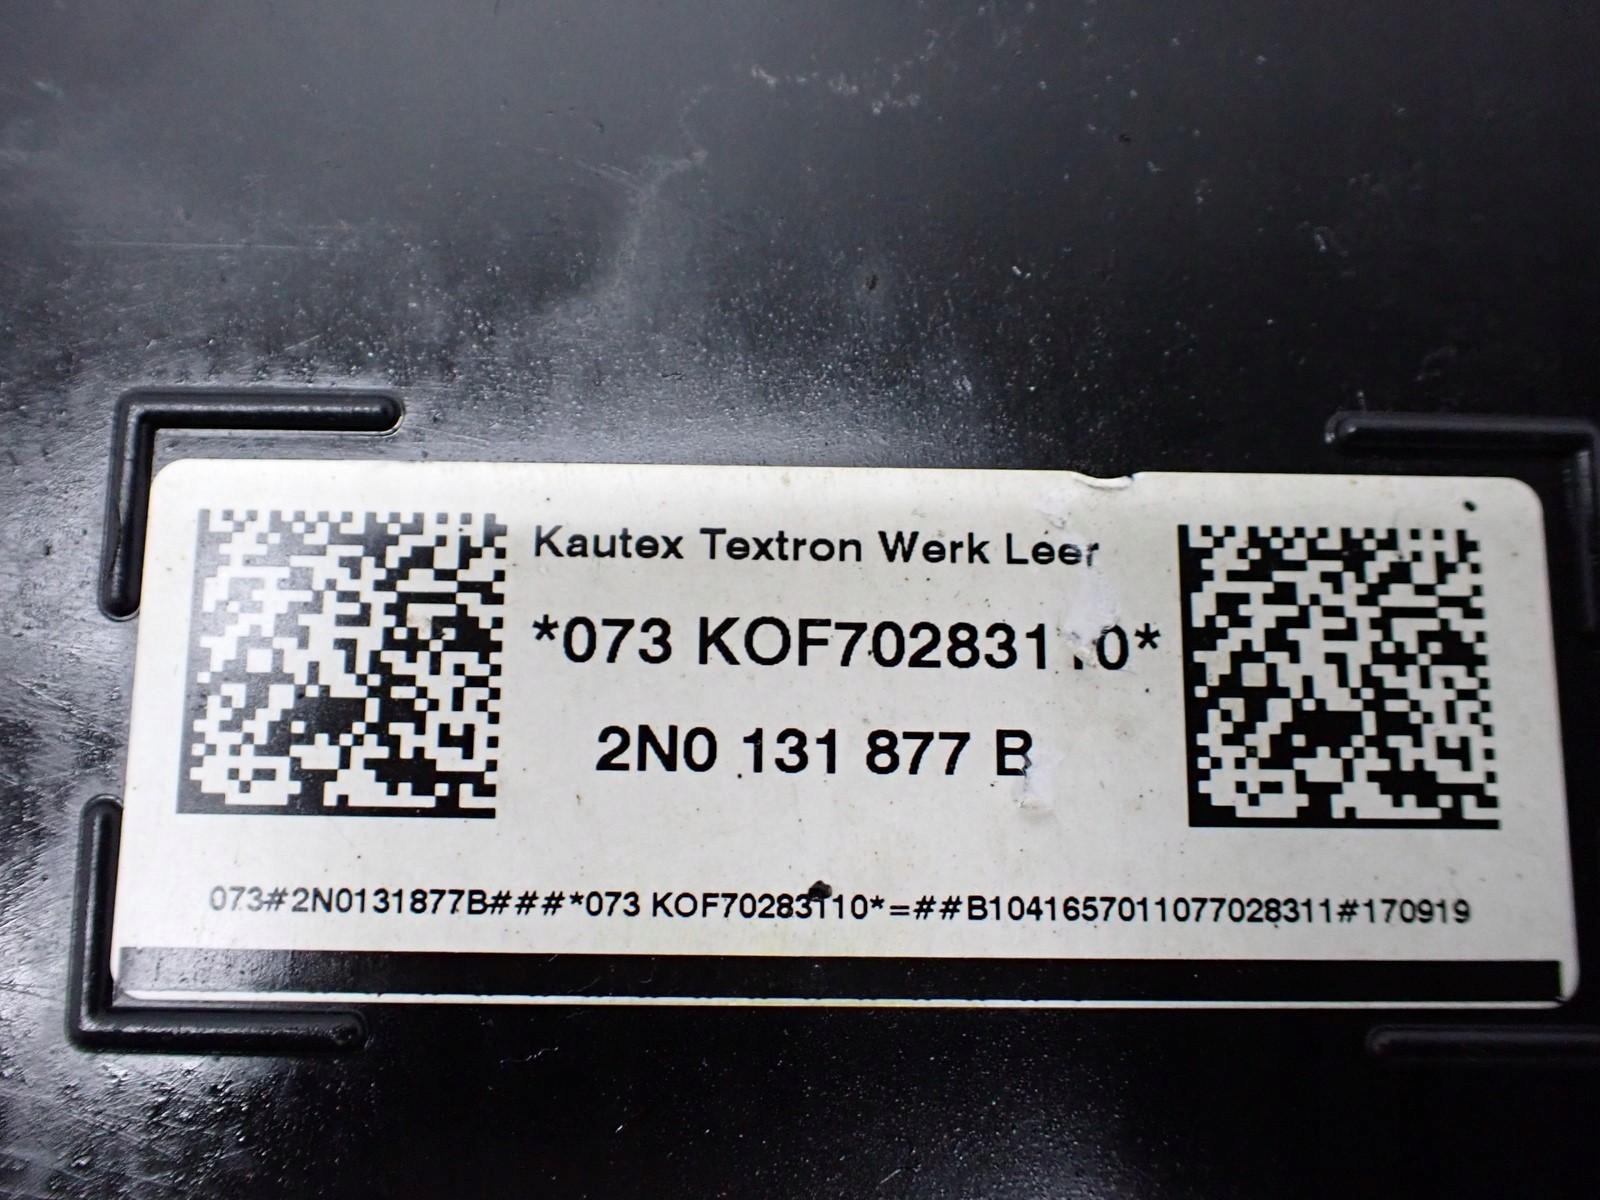 Kautex Textron Werk Leer
*073 KOF70283110*
2N0 131 877 B
073#2N0131877B###*073 KOF70283110*=##B1041657011077028311#170919